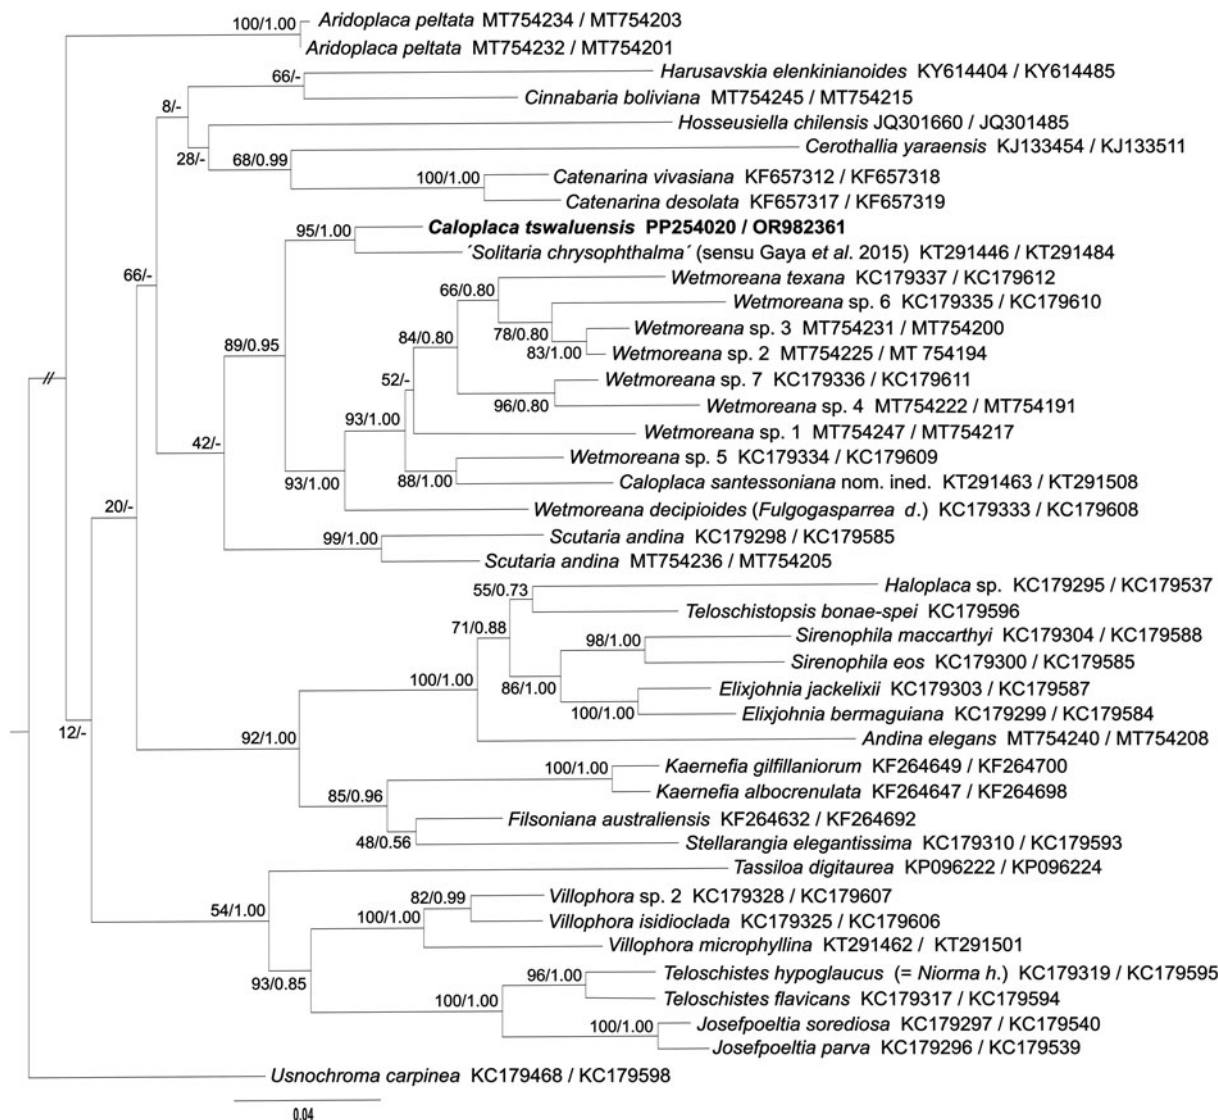 100/1.00
Aridoplaca peltata MT754234 / MT754203
Aridoplaca peltata MT754232 / MT754201
66/-
Harusavskia elenkinianoides KY614404 / KY614485
Cinnabaria boliviana MT754245 / MT754215
8/-
Hosseusiella chilensis JQ301660 / JQ301485
28/-
68/0.99
Cerothallia yaraensis KJ133454 / KJ133511
100/1.00
Catenarina vivasiana KF657312 / KF657318
Catenarina desolata KF657317 / KF657319
95/1.00
Caloplaca tswaluensis PP254020 / OR982361
´Solitaria chrysophthalma´ (sensu Gaya et al. 2015) KT291446 / KT291484
66/-
66/0.80
Wetmoreana texana KC179337 / KC179612
Wetmoreana sp. 6 KC179335 / KC179610
78/0.80
Wetmoreana sp. 3 MT754231 / MT754200
84/0.80
89/0.95
83/1.00
Wetmoreana sp. 2 MT754225 / MT 754194
52/-
Wetmoreana sp. 7 KC179336 / KC179611
96/0.80
Wetmoreana sp. 4 MT754222 / MT754191
93/1.00
Wetmoreana sp. 1 MT754247 / MT754217
42/-
Wetmoreana sp. 5 KC179334 / KC179609
93/1.00
88/1.00
Caloplaca santessoniana nom. ined. KT291463 / KT291508
20/-
Wetmoreana decipioides (Fulgogasparrea d.) KC179333 / KC179608
99/1.00
Scutaria andina KC179298 / KC179585
Scutaria andina MT754236 / MT754205
55/0.73
Haloplaca sp. KC179295 / KC179537
Teloschistopsis bonae-spei KC179596
71/0.88
98/1.00
Sirenophila maccarthyi KC179304 / KC179588
Sirenophila eos KC179300 / KC179585
100/1.00
86/1.00
Elixjohnia jackelixii KC179303 / KC179587
100/1.00
Elixjohnia bermaguiana KC179299 / KC179584
12/-
92/1.00
Andina elegans MT754240 / MT754208
100/1.00
Kaernefia gilfillaniorum KF264649 / KF264700
85/0.96
Kaernefia albocrenulata KF264647 / KF264698
Filsoniana australiensis KF264632 / KF264692
48/0.56
Stellarangia elegantissima KC179310 / KC179593
Tassiloa digitaurea KP096222 / KP096224
82/0.99
Villophora sp. 2 KC179328 / KC179607
54/1.00
100/1.00
Villophora isidioclada KC179325 / KC179606
Villophora microphyllina KT291462 / KT291501
93/0.85
96/1.00
Teloschistes hypoglaucus (= Niorma h.) KC179319 / KC179595
100/1.00
Teloschistes flavicans KC179317 / KC179594
100/1.00
Josefpoeltia sorediosa KC179297 / KC179540
Josefpoeltia parva KC179296 / KC179539
Usnochroma carpinea KC179468 / KC179598
0.04